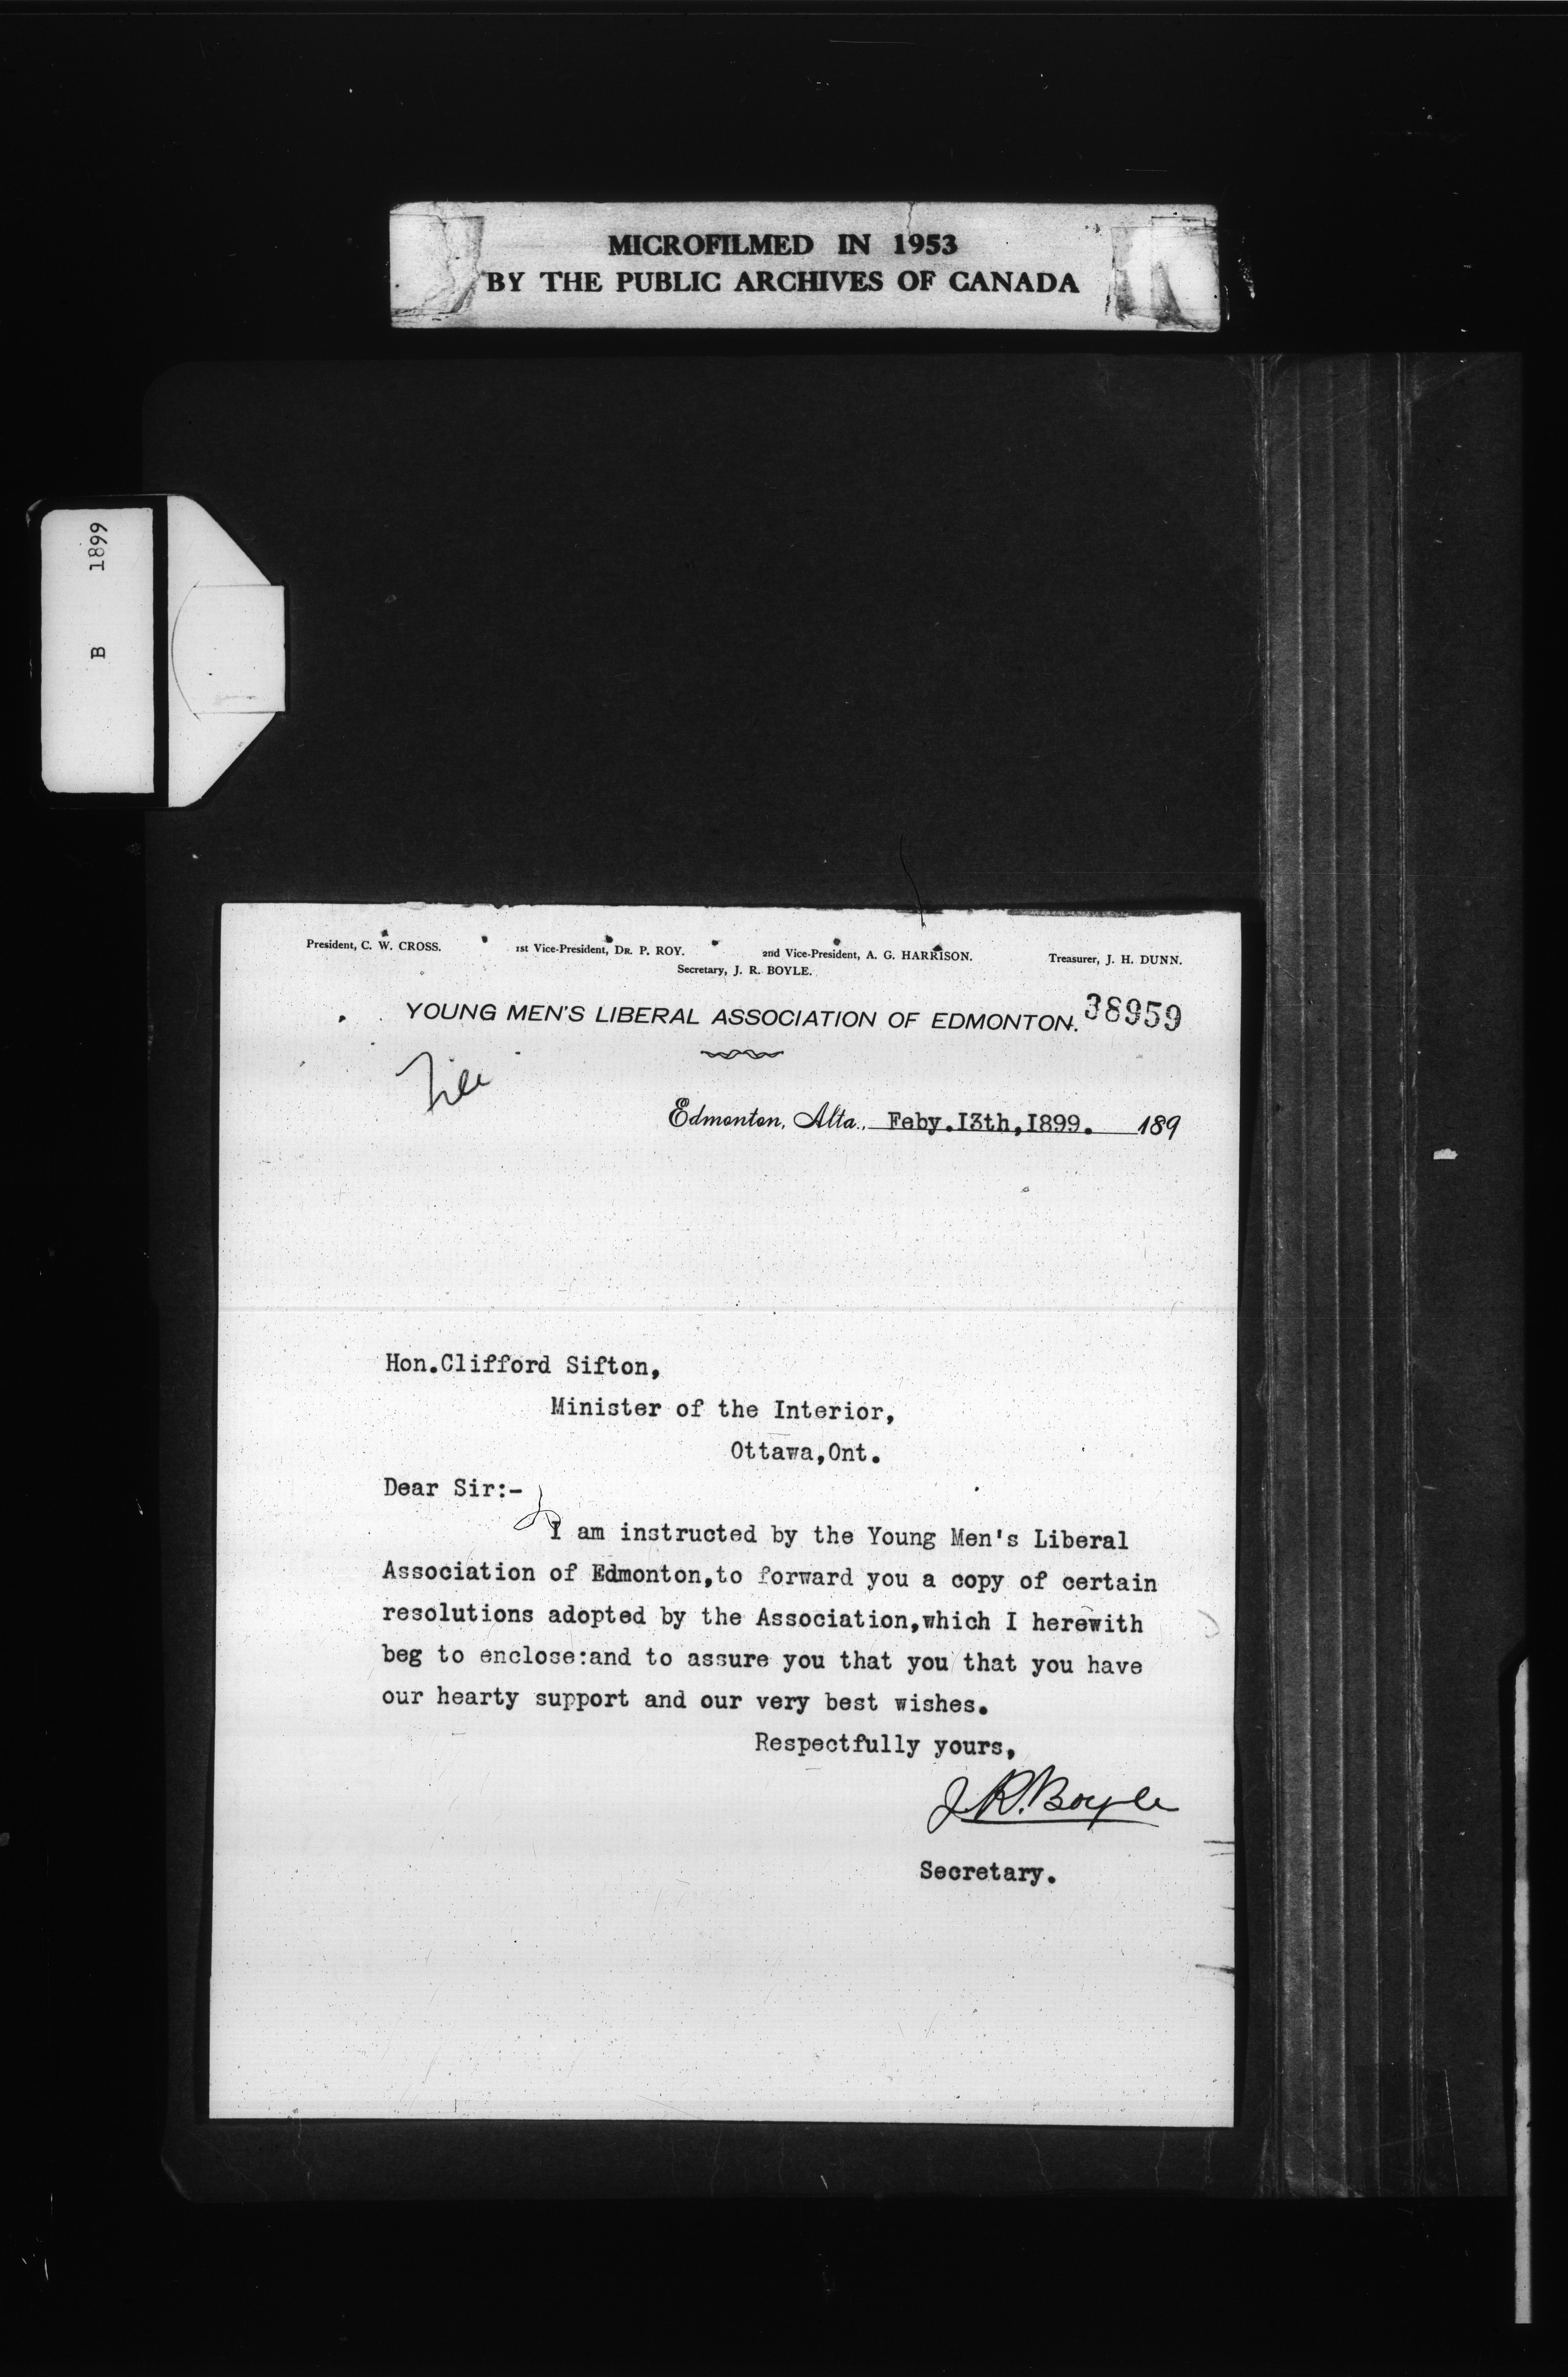 MICROFILMED IN 1953
BY THE PUBLIC ARCHIVES OF CANADA
B 1899
President, C. W. CROSS. 1st Vice-President, DR. P. ROY. 2nd Vice-President, A. G. HARRISON. Treasurer, J. H. DUNN.
Secretary, J. R. BOYLE.
YOUNG MEN'S LIBERAL ASSOCIATION OF EDMONTON. 38959
File
Edmonton, Alta., Feby.13th,1899. 189
Hon.Clifford Sifton,
Minister of the Interior,
Ottawa,Ont.
Dear Sir:-
I am instructed by the Young Men's Liberal
Association of Edmonton,to forward you a copy of certain
resolutions adopted by the Association,which I herewith
beg to enclose:and to assure you that you that you have
our hearty support and our very best wishes.
Respectfully yours,
J.R.Boyle
Secretary.